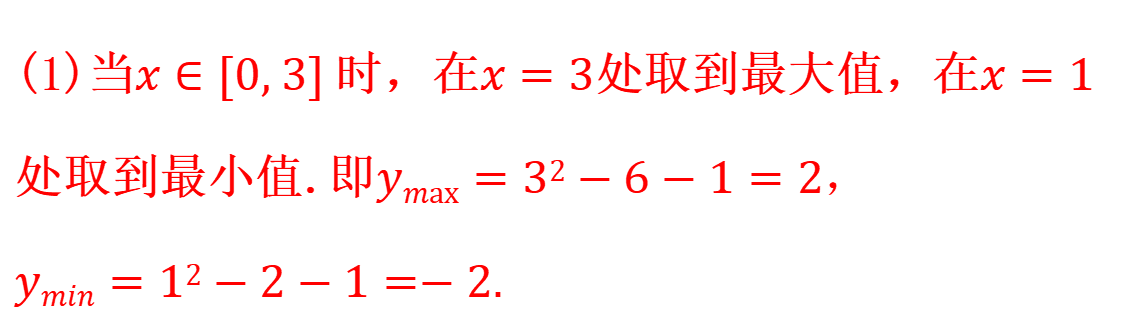 (1)当x ∈ [0, 3] 时，在x = 3处取到最大值，在x = 1
处取到最小值. 即y_max = 3² − 6 − 1 = 2，
y_min = 1² − 2 − 1 =− 2.